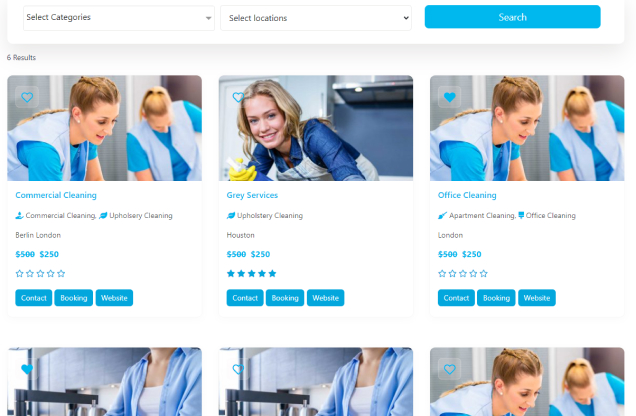 Select Categories
Select locations
Search
6 Results
Commercial Cleaning
Commercial Cleaning, Upholsery Cleaning
Berlin London
$500 $250
Contact Booking Website
Grey Services
Upholstery Cleaning
Houston
$500 $250
Contact Booking Website
Office Cleaning
Apartment Cleaning, Office Cleaning
London
$500 $250
Contact Booking Website